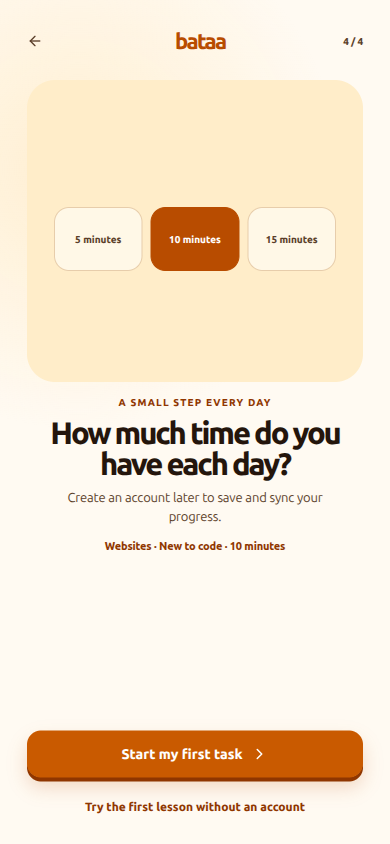 bataa
4 / 4
5 minutes
10 minutes
15 minutes
A SMALL STEP EVERY DAY
How much time do you
have each day?
Create an account later to save and sync your
progress.
Websites · New to code · 10 minutes
Start my first task
Try the first lesson without an account